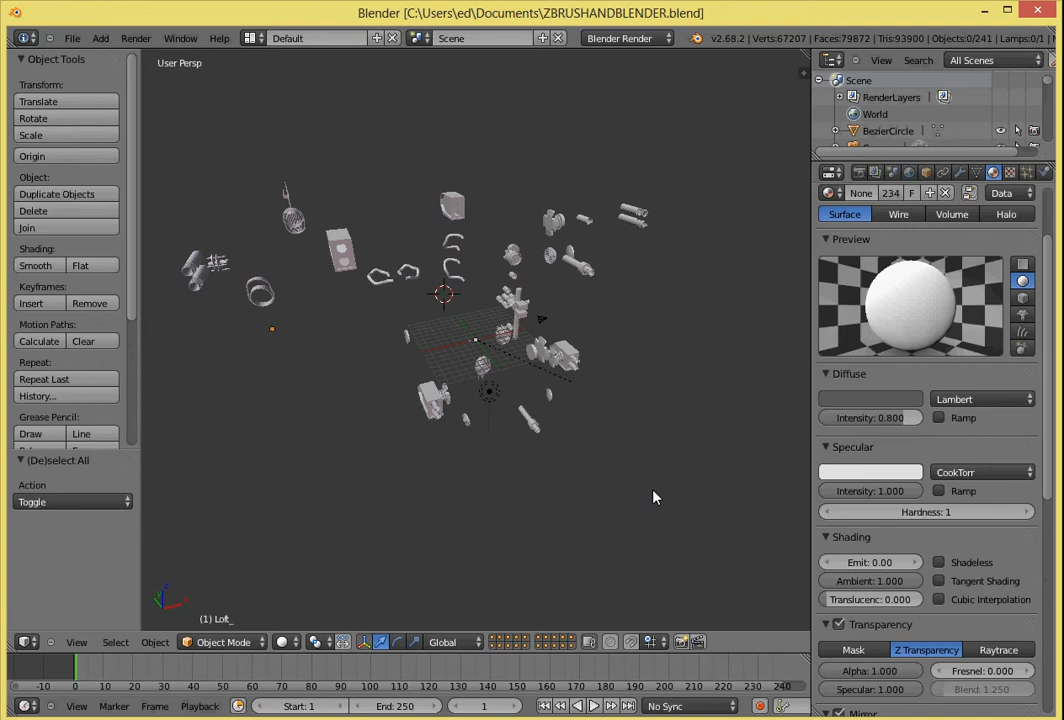 Blender [C:\Users\ed\Documents\ZBRUSHANDBLENDER.blend]
File Add Render Window Help Default Scene Blender Render v2.68.2 | Verts:67207 | Faces:79872 | Tris:93900 | Objects:0/241 | Lamps:0/1 |
Object Tools
Transform:
Translate
Rotate
Scale
Origin
Object:
Duplicate Objects
Delete
Join
Shading:
Smooth Flat
Keyframes:
Insert Remove
Motion Paths:
Calculate Clear
Repeat:
Repeat Last
History...
Grease Pencil:
Draw Line
(De)select All
Action
Toggle
User Persp
(1) Loft_
View Select Object Object Mode Global
-10 0 10 20 30 40 50 60 70 80 90 100 110 120 130 140 150 160 170 180 190 200 210 220 230 240
View Marker Frame Playback Start: 1 End: 250 1 No Sync
View Search All Scenes
Scene
RenderLayers
World
BezierCircle
None 234 F Data
Surface Wire Volume Halo
Preview
Diffuse
Lambert
Intensity: 0.800 Ramp
Specular
CookTorr
Intensity: 1.000 Ramp
Hardness: 1
Shading
Emit: 0.00 Shadeless
Ambient: 1.000 Tangent Shading
Translucenc: 0.000 Cubic Interpolation
Transparency
Mask Z Transparency Raytrace
Alpha: 1.000 Fresnel: 0.000
Specular: 1.000 Blend: 1.250
Mirror